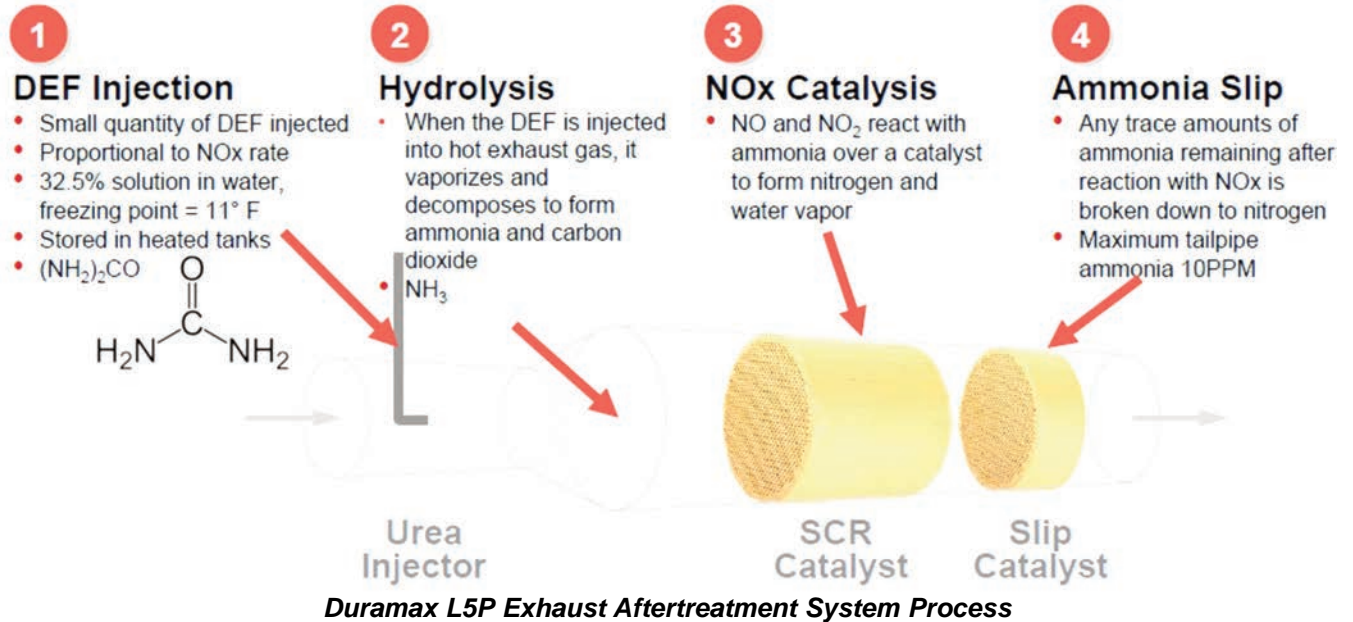 1
DEF Injection
• Small quantity of DEF injected
• Proportional to NOx rate
• 32.5% solution in water,
freezing point = 11° F
• Stored in heated tanks
• (NH₂)₂CO
O
C
H₂N
NH₂
2
Hydrolysis
• When the DEF is injected
into hot exhaust gas, it
vaporizes and
decomposes to form
ammonia and carbon
dioxide
• NH₃
3
NOx Catalysis
• NO and NO₂ react with
ammonia over a catalyst
to form nitrogen and
water vapor
4
Ammonia Slip
• Any trace amounts of
ammonia remaining after
reaction with NOx is
broken down to nitrogen
• Maximum tailpipe
ammonia 10PPM
Urea
Injector
SCR
Catalyst
Slip
Catalyst
Duramax L5P Exhaust Aftertreatment System Process